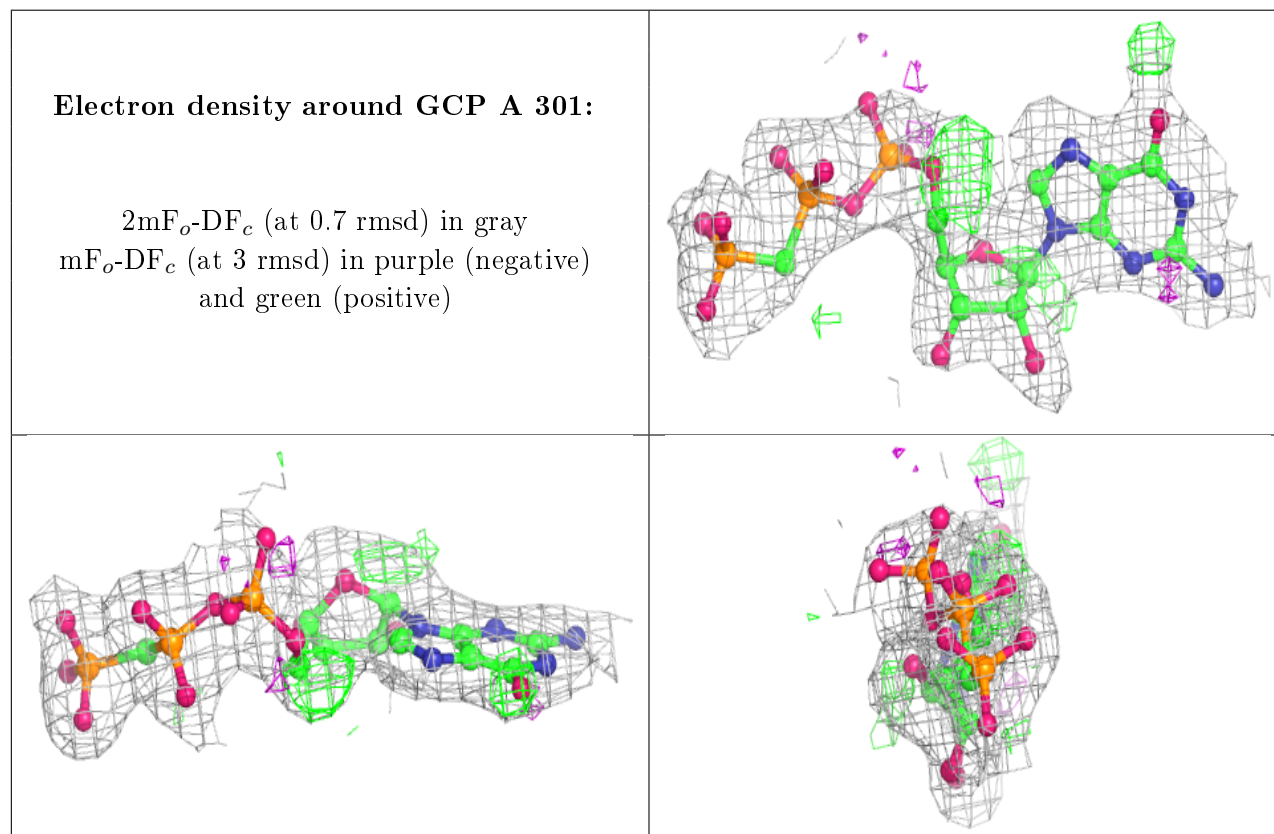 Electron density around GCP A 301:
2mFo-DFc (at 0.7 rmsd) in gray
mFo-DFc (at 3 rmsd) in purple (negative)
and green (positive)